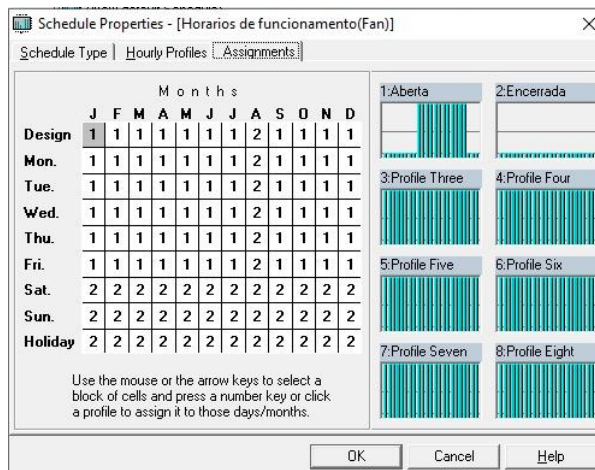 Schedule Properties - [Horarios de funcionamento(Fan)]
Schedule Type | Hourly Profiles | Assignments
Months
J F M A M J J A S O N D
Design 1 1 1 1 1 1 1 2 1 1 1 1
Mon. 1 1 1 1 1 1 1 2 1 1 1 1
Tue. 1 1 1 1 1 1 1 2 1 1 1 1
Wed. 1 1 1 1 1 1 1 2 1 1 1 1
Thu. 1 1 1 1 1 1 1 2 1 1 1 1
Fri. 1 1 1 1 1 1 1 2 1 1 1 1
Sat. 2 2 2 2 2 2 2 2 2 2 2 2
Sun. 2 2 2 2 2 2 2 2 2 2 2 2
Holiday 2 2 2 2 2 2 2 2 2 2 2 2
Use the mouse or the arrow keys to select a
block of cells and press a number key or click
a profile to assign it to those days/months.
1:Aberta
2:Encerrada
3:Profile Three
4:Profile Four
5:Profile Five
6:Profile Six
7:Profile Seven
8:Profile Eight
OK
Cancel
Help